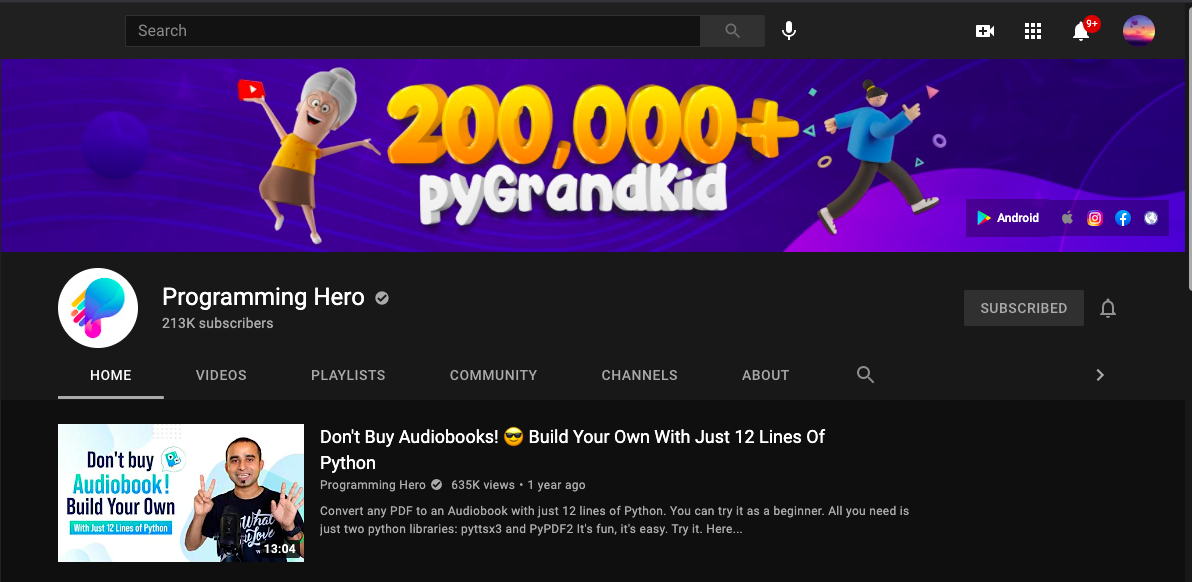 Search
9+
200,000+
pyGrandKid
Android
Programming Hero
213K subscribers
SUBSCRIBED
HOME VIDEOS PLAYLISTS COMMUNITY CHANNELS ABOUT
Don't buy
Audiobook!
Build Your Own
With Just 12 Lines of Python
What
you Love
13:04
Don't Buy Audiobooks! 😎 Build Your Own With Just 12 Lines Of
Python
Programming Hero 635K views • 1 year ago
Convert any PDF to an Audiobook with just 12 lines of Python. You can try it as a beginner. All you need is
just two python libraries: pyttsx3 and PyPDF2 It's fun, it's easy. Try it. Here...